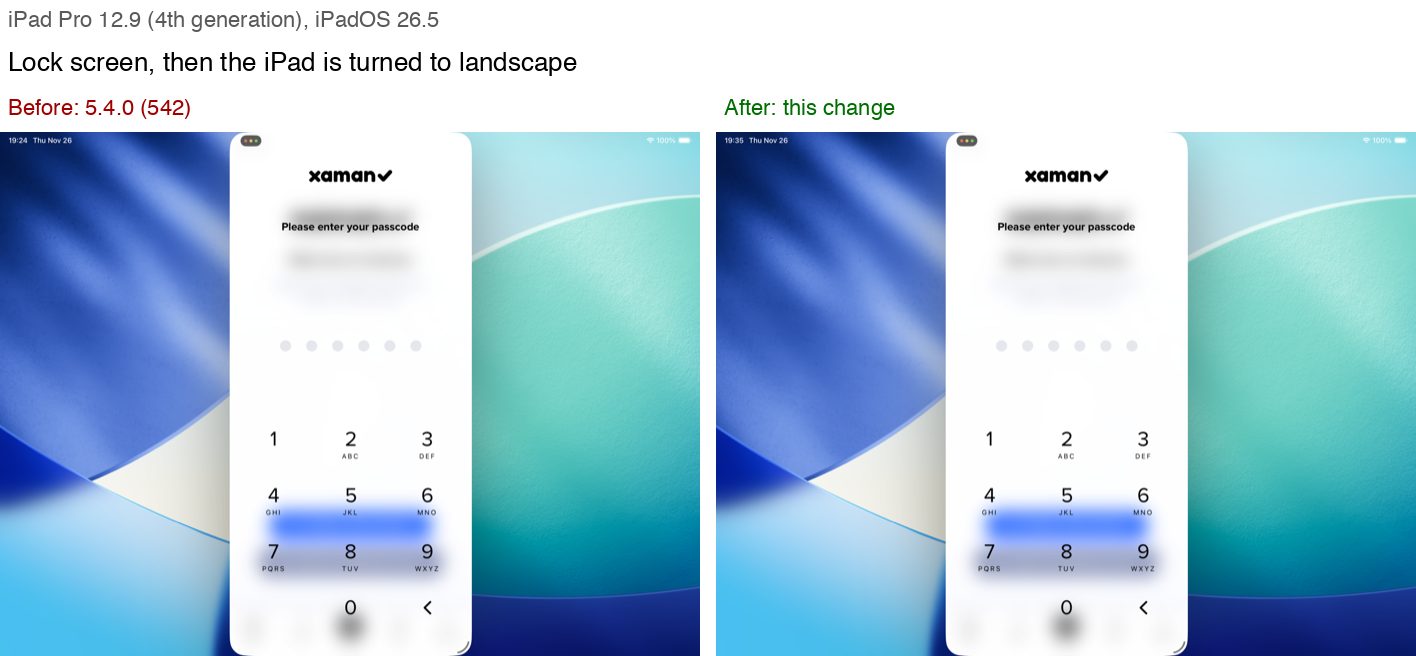 iPad Pro 12.9 (4th generation), iPadOS 26.5
Lock screen, then the iPad is turned to landscape
Before: 5.4.0 (542)
After: this change
19:24 Thu Nov 26
100%
xaman
Please enter your passcode
1 2 3
ABC DEF
4 5 6
GHI JKL MNO
7 8 9
PQRS TUV WXYZ
0
19:35 Thu Nov 26
100%
xaman
Please enter your passcode
1 2 3
ABC DEF
4 5 6
GHI JKL MNO
7 8 9
PQRS TUV WXYZ
0